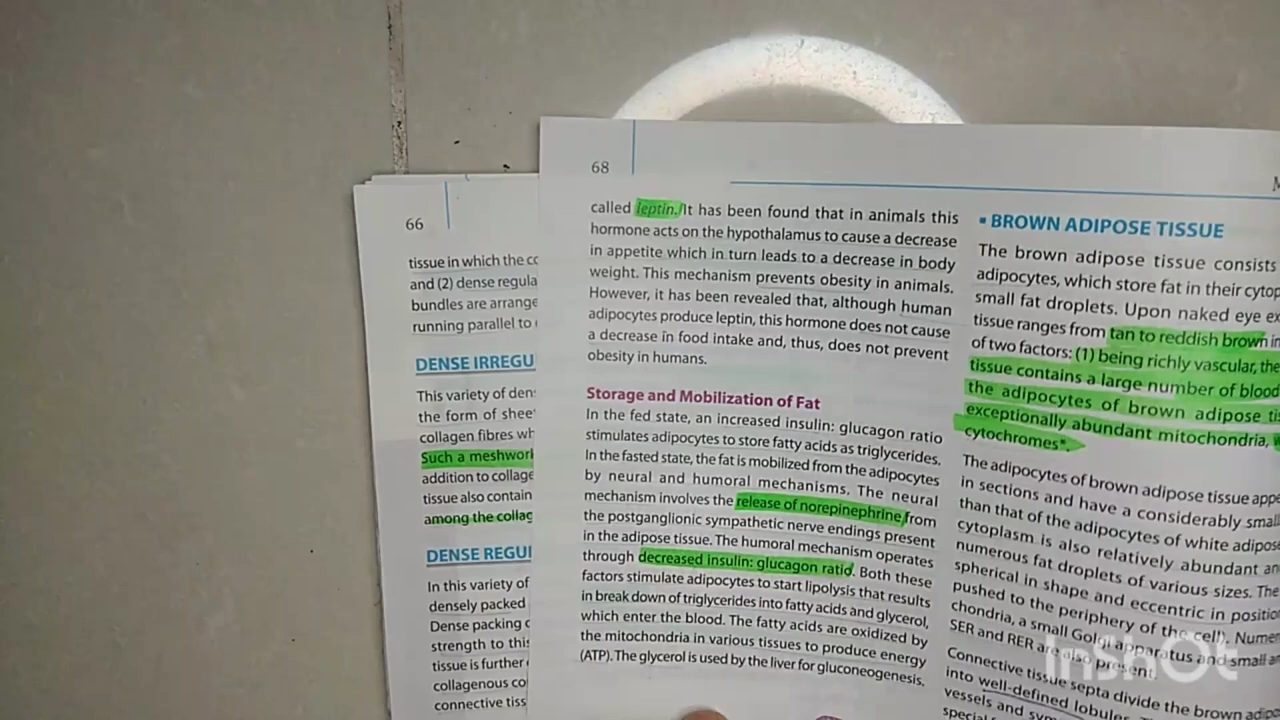 66
tissue in which the
and (2) dense regula
bundles are arrange
running parallel to
DENSE IRREGU
This variety of den
the form of shee
collagen fibres wh
Such a meshwork
addition to collage
tissue also contain
among the collag
DENSE REGUI
In this variety of
densely packed
Dense packing
strength to this
tissue is further
collagenous co
connective tiss
68
called leptin. It has been found that in animals this
hormone acts on the hypothalamus to cause a decrease
in appetite which in turn leads to a decrease in body
weight. This mechanism prevents obesity in animals.
However, it has been revealed that, although human
adipocytes produce leptin, this hormone does not cause
a decrease in food intake and, thus, does not prevent
obesity in humans.
Storage and Mobilization of Fat
In the fed state, an increased insulin: glucagon ratio
stimulates adipocytes to store fatty acids as triglycerides.
In the fasted state, the fat is mobilized from the adipocytes
by neural and humoral mechanisms. The neural
mechanism involves the release of norepinephrine from
the postganglionic sympathetic nerve endings present
in the adipose tissue. The humoral mechanism operates
through decreased insulin: glucagon ratio. Both these
factors stimulate adipocytes to start lipolysis that results
in break down of triglycerides into fatty acids and glycerol,
which enter the blood. The fatty acids are oxidized by
the mitochondria in various tissues to produce energy
(ATP). The glycerol is used by the liver for gluconeogenesis.
▪ BROWN ADIPOSE TISSUE
The brown adipose tissue consists
adipocytes, which store fat in their cytop
small fat droplets. Upon naked eye ex
tissue ranges from tan to reddish brown in
of two factors: (1) being richly vascular, the
tissue contains a large number of blood
the adipocytes of brown adipose tis
exceptionally abundant mitochondria,
cytochromes*.
The adipocytes of brown adipose tissue appe
in sections and have a considerably small
than that of the adipocytes of white adipos
cytoplasm is also relatively abundant an
numerous fat droplets of various sizes. The
spherical in shape and eccentric in positio
pushed to the periphery of the cell). Numer
chondria, a small Golgi apparatus and small a
SER and RER are also present.
Connective tissue septa divide the brown adipo
into well-defined lobules.
vessels and sym
InShOt